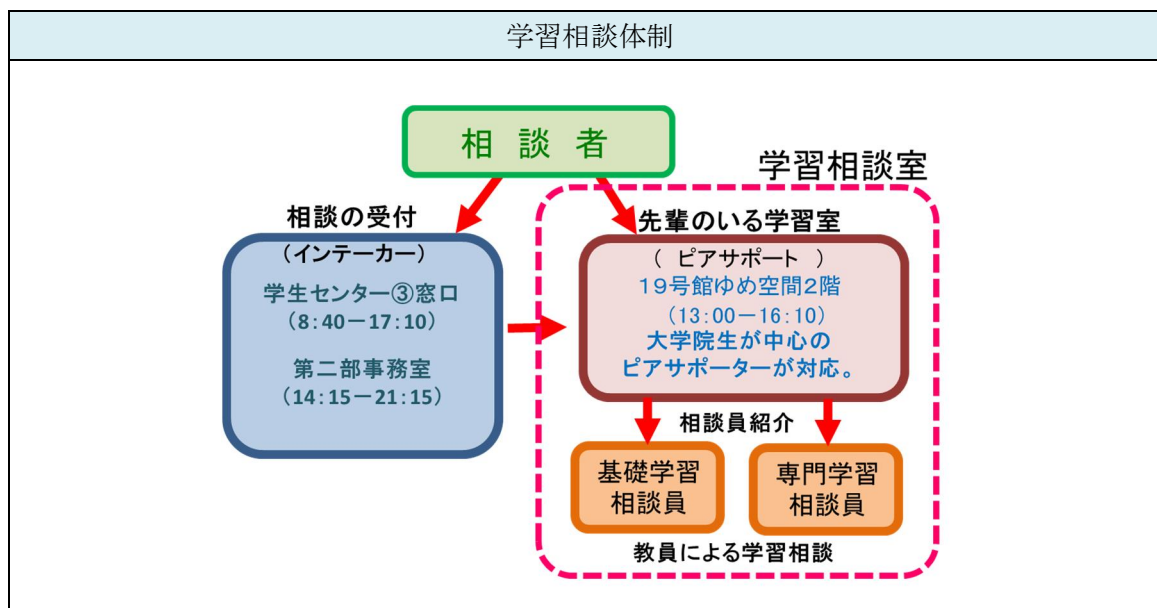 学習相談体制
相 談 者
学習相談室
相談の受付
(インテーカー)
学生センター③窓口
(8:40−17:10)
第二部事務室
(14:15−21:15)
先輩のいる学習室
( ピアサポート )
19号館ゆめ空間2階
(13:00−16:10)
大学院生が中心の
ピアサポーターが対応。
相談員紹介
基礎学習
相談員
専門学習
相談員
教員による学習相談